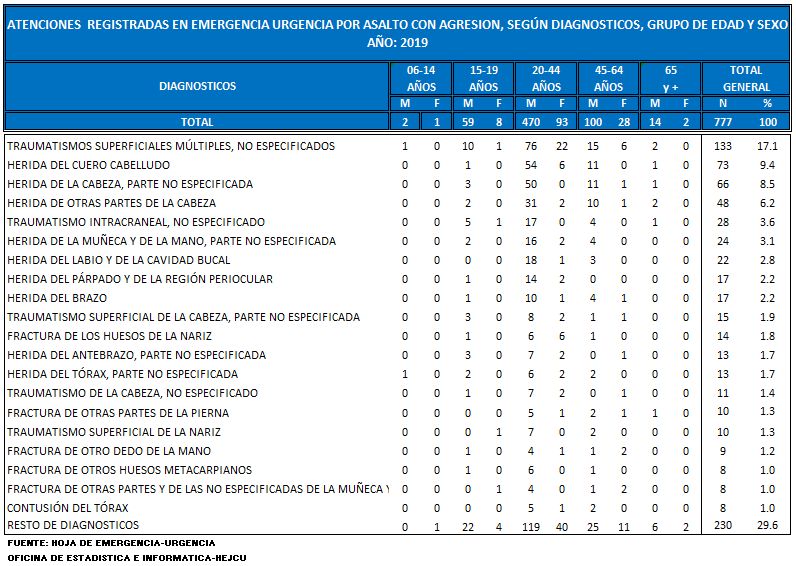 ATENCIONES REGISTRADAS EN EMERGENCIA URGENCIA POR ASALTO CON AGRESION, SEGÚN DIAGNOSTICOS, GRUPO DE EDAD Y SEXO
AÑO: 2019
DIAGNOSTICOS 06-14 AÑOS 15-19 AÑOS 20-44 AÑOS 45-64 AÑOS 65 y + TOTAL GENERAL
M F M F M F M F M F N %
TOTAL 2 1 59 8 470 93 100 28 14 2 777 100
TRAUMATISMOS SUPERFICIALES MÚLTIPLES, NO ESPECIFICADOS 1 0 10 1 76 22 15 6 2 0 133 17.1
HERIDA DEL CUERO CABELLUDO 0 0 1 0 54 6 11 0 1 0 73 9.4
HERIDA DE LA CABEZA, PARTE NO ESPECIFICADA 0 0 3 0 50 0 11 1 1 0 66 8.5
HERIDA DE OTRAS PARTES DE LA CABEZA 0 0 2 0 31 2 10 1 2 0 48 6.2
TRAUMATISMO INTRACRANEAL, NO ESPECIFICADO 0 0 5 1 17 0 4 0 1 0 28 3.6
HERIDA DE LA MUÑECA Y DE LA MANO, PARTE NO ESPECIFICADA 0 0 2 0 16 2 4 0 0 0 24 3.1
HERIDA DEL LABIO Y DE LA CAVIDAD BUCAL 0 0 0 0 18 1 3 0 0 0 22 2.8
HERIDA DEL PÁRPADO Y DE LA REGIÓN PERIOCULAR 0 0 1 0 14 2 0 0 0 0 17 2.2
HERIDA DEL BRAZO 0 0 1 0 10 1 4 1 0 0 17 2.2
TRAUMATISMO SUPERFICIAL DE LA CABEZA, PARTE NO ESPECIFICADA 0 0 3 0 8 2 1 1 0 0 15 1.9
FRACTURA DE LOS HUESOS DE LA NARIZ 0 0 1 0 6 6 1 0 0 0 14 1.8
HERIDA DEL ANTEBRAZO, PARTE NO ESPECIFICADA 0 0 3 0 7 2 0 1 0 0 13 1.7
HERIDA DEL TÓRAX, PARTE NO ESPECIFICADA 1 0 2 0 6 2 2 0 0 0 13 1.7
TRAUMATISMO DE LA CABEZA, NO ESPECIFICADO 0 0 1 0 7 2 0 1 0 0 11 1.4
FRACTURA DE OTRAS PARTES DE LA PIERNA 0 0 0 0 5 1 2 1 1 0 10 1.3
TRAUMATISMO SUPERFICIAL DE LA NARIZ 0 0 0 1 7 0 2 0 0 0 10 1.3
FRACTURA DE OTRO DEDO DE LA MANO 0 0 1 0 4 1 1 2 0 0 9 1.2
FRACTURA DE OTROS HUESOS METACARPIANOS 0 0 1 0 6 0 1 0 0 0 8 1.0
FRACTURA DE OTRAS PARTES Y DE LAS NO ESPECIFICADAS DE LA MUÑECA Y 0 0 0 1 4 0 1 2 0 0 8 1.0
CONTUSIÓN DEL TÓRAX 0 0 0 0 5 1 2 0 0 0 8 1.0
RESTO DE DIAGNOSTICOS 0 1 22 4 119 40 25 11 6 2 230 29.6
FUENTE: HOJA DE EMERGENCIA-URGENCIA
OFICINA DE ESTADISTICA E INFORMATICA-HEJCU